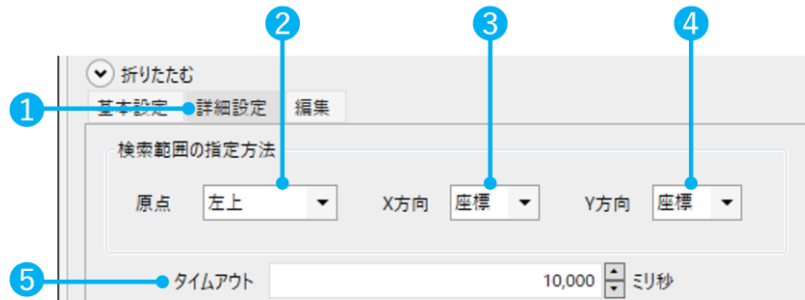 2 3 4
折りたたむ
1 基本設定 詳細設定 編集
検索範囲の指定方法
原点 左上 X方向 座標 Y方向 座標
5 タイムアウト 10,000 ミリ秒